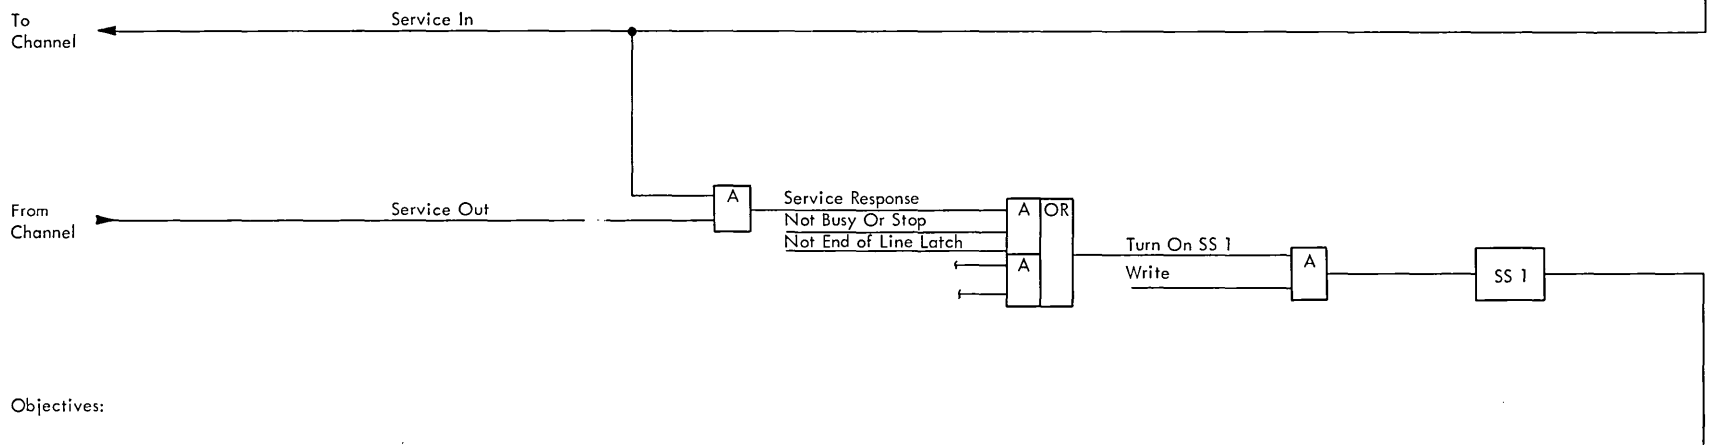 To
Channel
Service In
From
Channel
Service Out
A
Service Response
Not Busy Or Stop
Not End of Line Latch
A
OR
A
Turn On SS 1
Write
A
SS 1
Objectives: